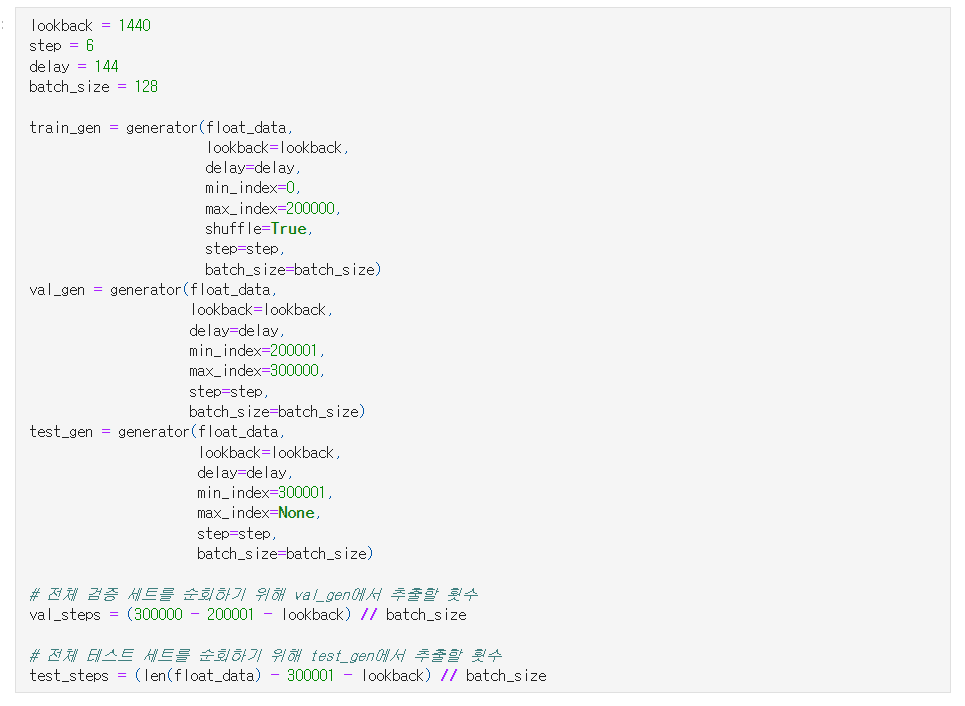 lookback = 1440
step = 6
delay = 144
batch_size = 128
train_gen = generator(float_data,
lookback=lookback,
delay=delay,
min_index=0,
max_index=200000,
shuffle=True,
step=step,
batch_size=batch_size)
val_gen = generator(float_data,
lookback=lookback,
delay=delay,
min_index=200001,
max_index=300000,
step=step,
batch_size=batch_size)
test_gen = generator(float_data,
lookback=lookback,
delay=delay,
min_index=300001,
max_index=None,
step=step,
batch_size=batch_size)
# 전체 검증 세트를 순회하기 위해 val_gen에서 추출할 횟수
val_steps = (300000 - 200001 - lookback) // batch_size
# 전체 테스트 세트를 순회하기 위해 test_gen에서 추출할 횟수
test_steps = (len(float_data) - 300001 - lookback) // batch_size